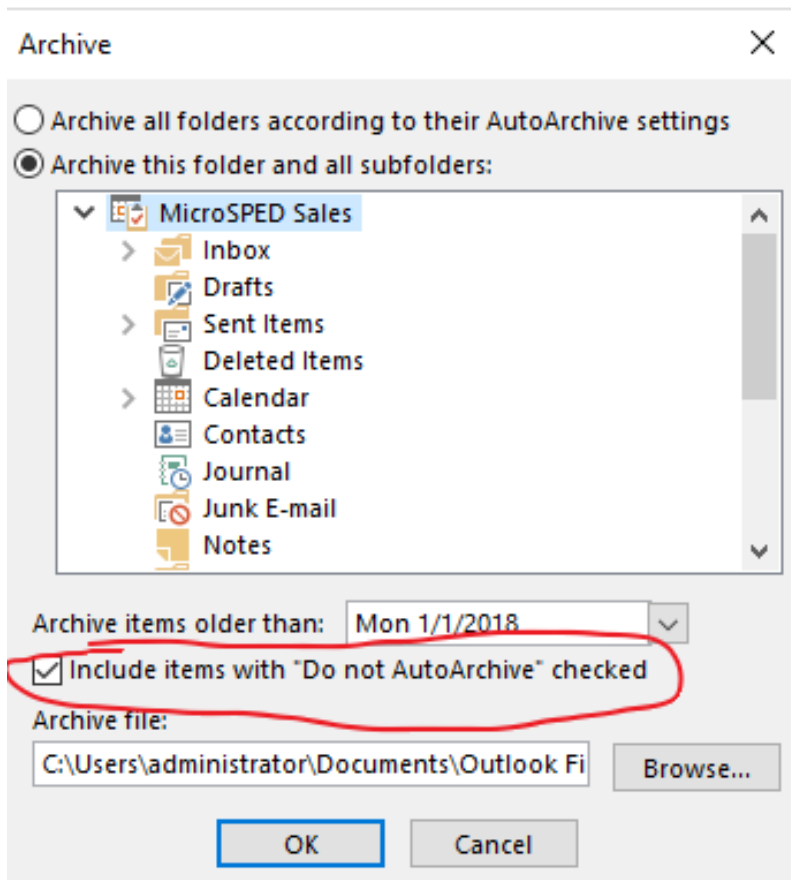 Archive
Archive all folders according to their AutoArchive settings
Archive this folder and all subfolders:
MicroSPED Sales
Inbox
Drafts
Sent Items
Deleted Items
Calendar
Contacts
Journal
Junk E-mail
Notes
Archive items older than: Mon 1/1/2018
Include items with "Do not AutoArchive" checked
Archive file:
C:\Users\administrator\Documents\Outlook Fi Browse...
OK Cancel